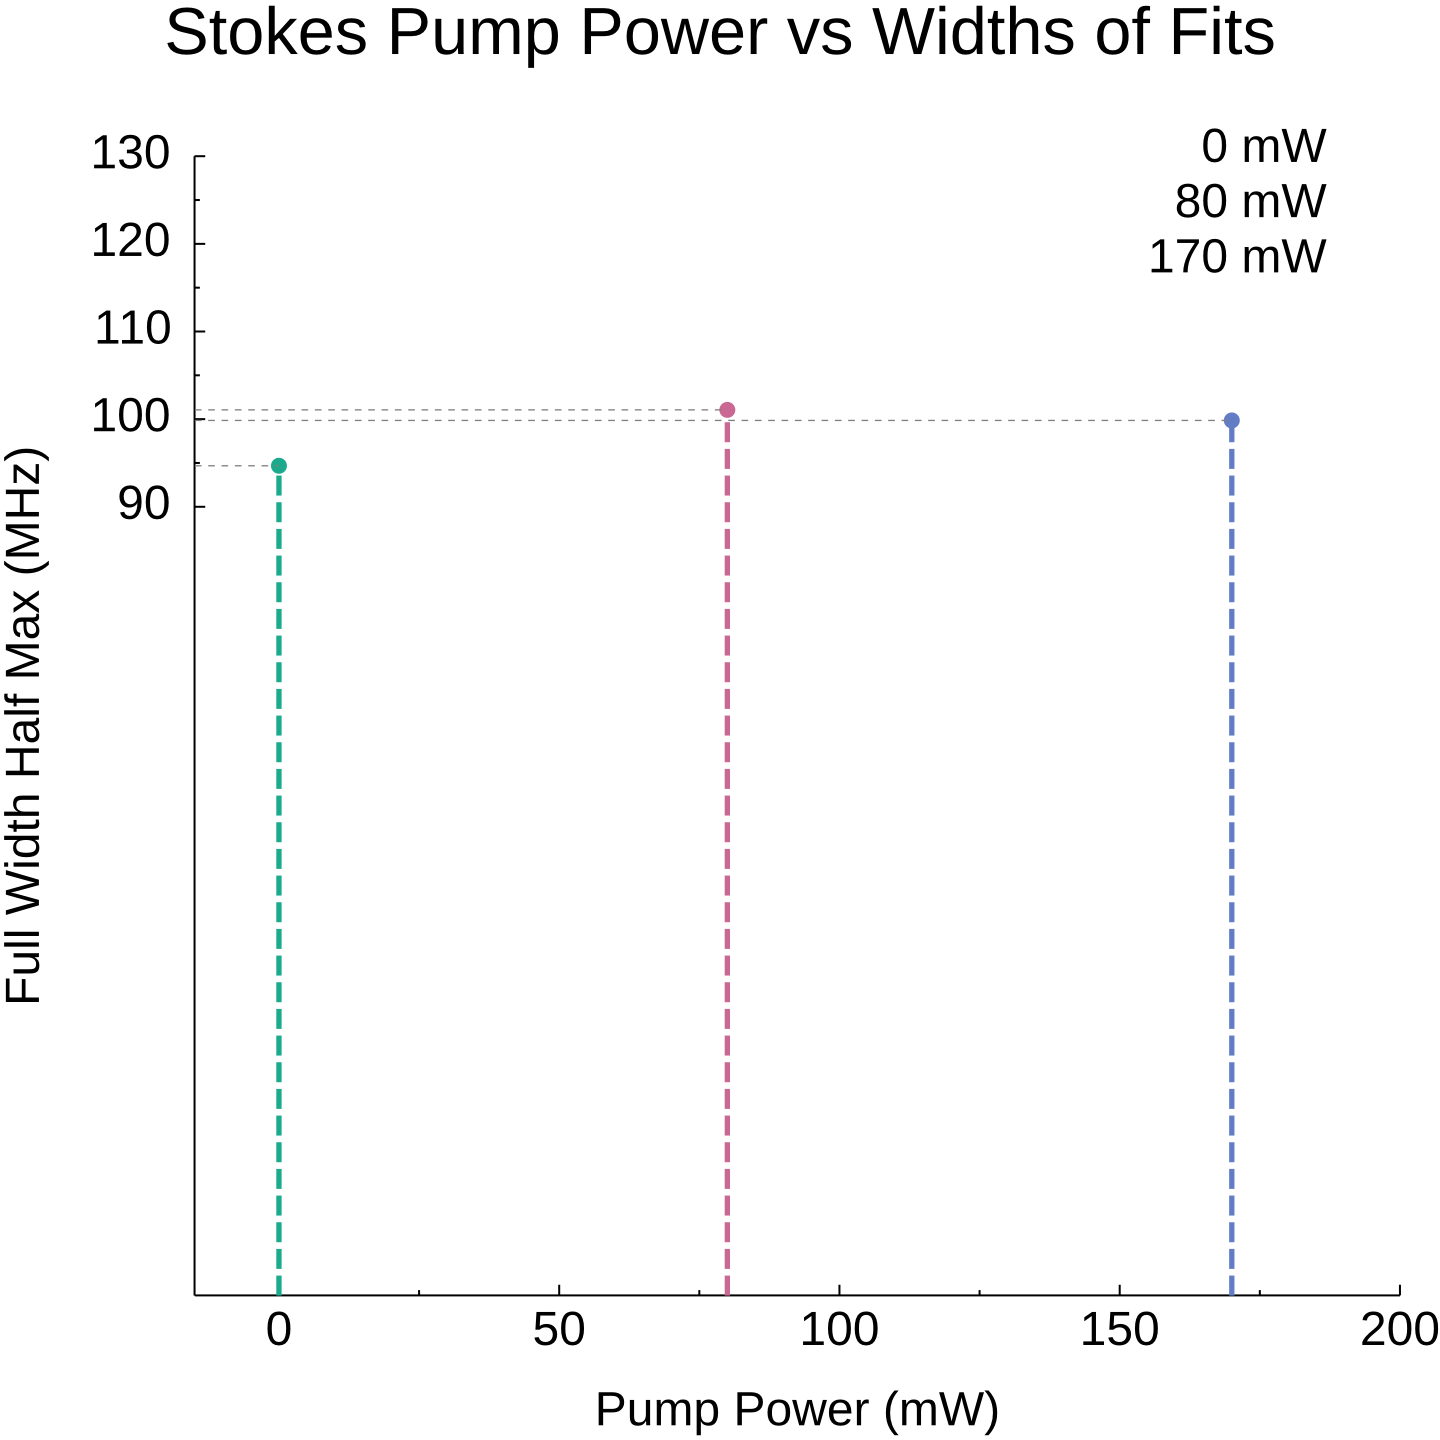 Stokes Pump Power vs Widths of Fits
0 mW
80 mW
170 mW
130
120
110
100
90
Full Width Half Max (MHz)
0 50 100 150 200
Pump Power (mW)